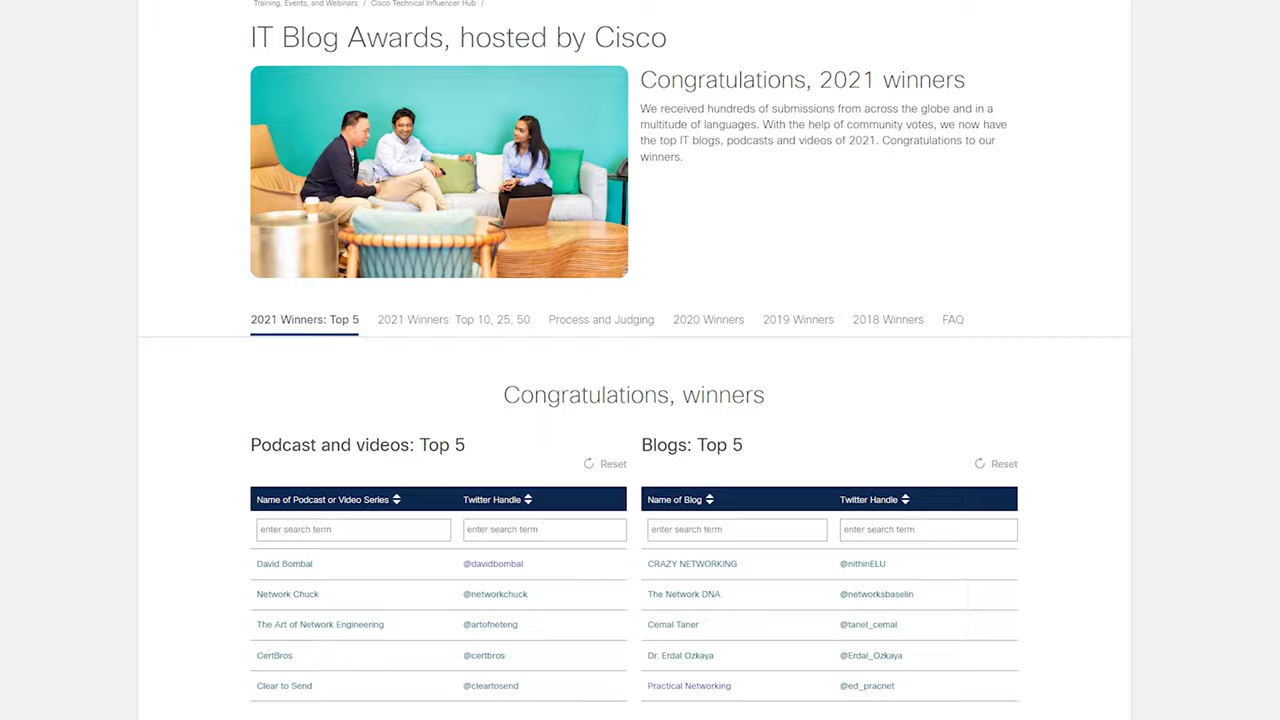 Training, Events, and Webinars / Cisco Technical Influencer Hub /
IT Blog Awards, hosted by Cisco
Congratulations, 2021 winners
We received hundreds of submissions from across the globe and in a
multitude of languages. With the help of community votes, we now have
the top IT blogs, podcasts and videos of 2021. Congratulations to our
winners.
2021 Winners: Top 5 2021 Winners: Top 10, 25, 50 Process and Judging 2020 Winners 2019 Winners 2018 Winners FAQ
Congratulations, winners
Podcast and videos: Top 5
Reset
Name of Podcast or Video Series Twitter Handle
enter search term enter search term
David Bombal @davidbombal
Network Chuck @networkchuck
The Art of Network Engineering @artofneteng
CertBros @certbros
Clear to Send @cleartosend
Blogs: Top 5
Reset
Name of Blog Twitter Handle
enter search term enter search term
CRAZY NETWORKING @nithinELU
The Network DNA @networksbaselin
Cemal Taner @tanel_cemal
Dr. Erdal Ozkaya @Erdal_Ozkaya
Practical Networking @ed_pracnet